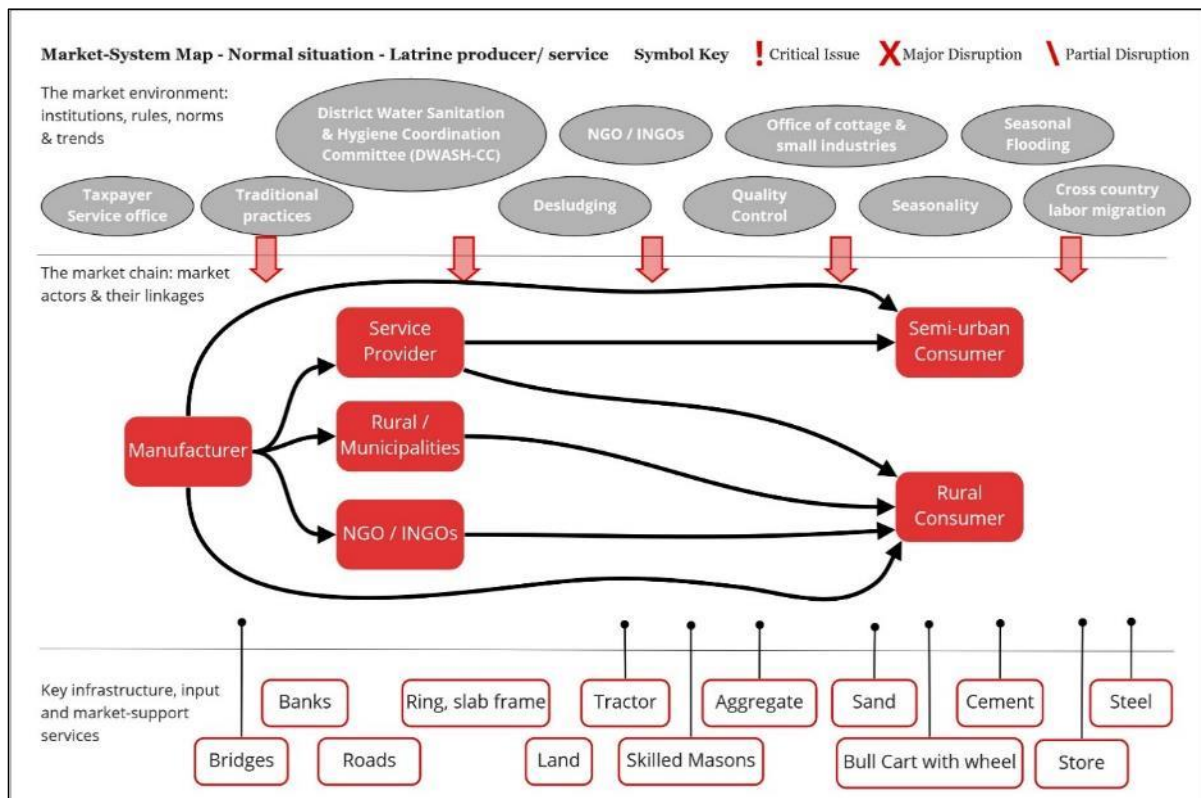 Market-System Map - Normal situation - Latrine producer/ service
Symbol Key
! Critical Issue
X Major Disruption
\ Partial Disruption
The market environment:
institutions, rules, norms
& trends
District Water Sanitation
& Hygiene Coordination
Committee (DWASH-CC)
NGO / INGOs
Office of cottage &
small industries
Seasonal
Flooding
Taxpayer
Service office
Traditional
practices
Desludging
Quality
Control
Seasonality
Cross country
labor migration
The market chain: market
actors & their linkages
Service
Provider
Semi-urban
Consumer
Manufacturer
Rural /
Municipalities
NGO / INGOs
Rural
Consumer
Key infrastructure, input
and market-support
services
Banks
Ring, slab frame
Tractor
Aggregate
Sand
Cement
Steel
Bridges
Roads
Land
Skilled Masons
Bull Cart with wheel
Store